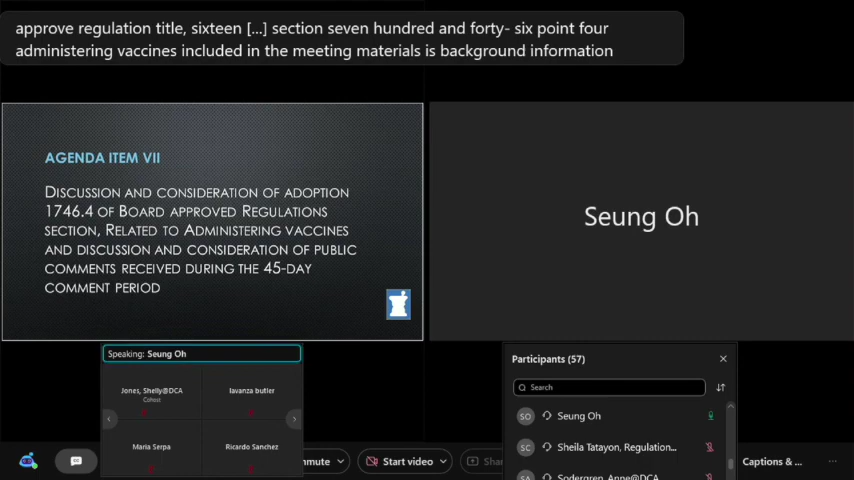 approve regulation title, sixteen [...] section seven hundred and forty- six point four
administering vaccines included in the meeting materials is background information
AGENDA ITEM VII
DISCUSSION AND CONSIDERATION OF ADOPTION
1746.4 OF BOARD APPROVED REGULATIONS
SECTION, RELATED TO ADMINISTERING VACCINES
AND DISCUSSION AND CONSIDERATION OF PUBLIC
COMMENTS RECEIVED DURING THE 45-DAY
COMMENT PERIOD
Seung Oh
Speaking: Seung Oh
Jones, Shelly@DCA
Cohost
lavanza butler
Maria Serpa
Ricardo Sanchez
Participants (57)
Search
SO
Seung Oh
SC
Sheila Tatayon, Regulation...
SA
Sodergren, Anne@DCA
mute
Start video
Shar
Captions & ...